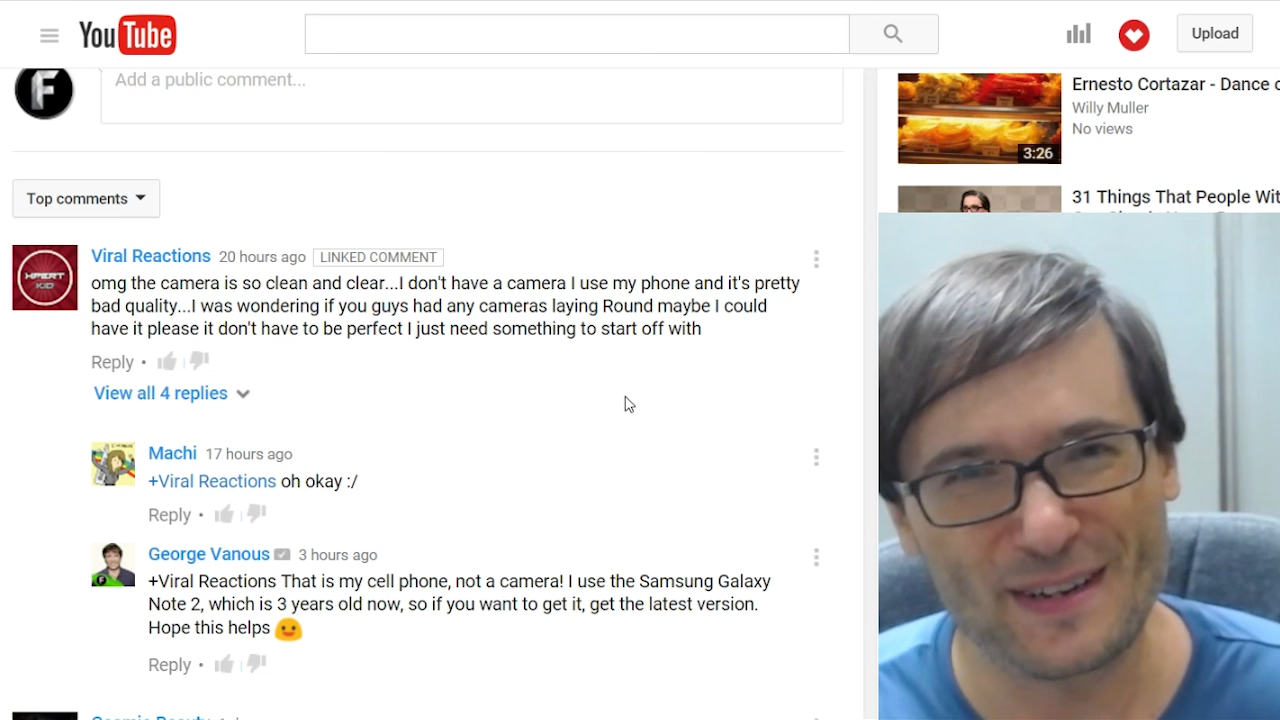 YouTube
Upload
F
Add a public comment...
Top comments
Viral Reactions 20 hours ago LINKED COMMENT
omg the camera is so clean and clear...I don't have a camera I use my phone and it's pretty
bad quality...I was wondering if you guys had any cameras laying Round maybe I could
have it please it don't have to be perfect I just need something to start off with
Reply •
View all 4 replies
Machi 17 hours ago
+Viral Reactions oh okay :/
Reply •
George Vanous 3 hours ago
+Viral Reactions That is my cell phone, not a camera! I use the Samsung Galaxy
Note 2, which is 3 years old now, so if you want to get it, get the latest version.
Hope this helps
Reply •
XPERT
KID
Ernesto Cortazar - Dance
Willy Muller
No views
3:26
31 Things That People